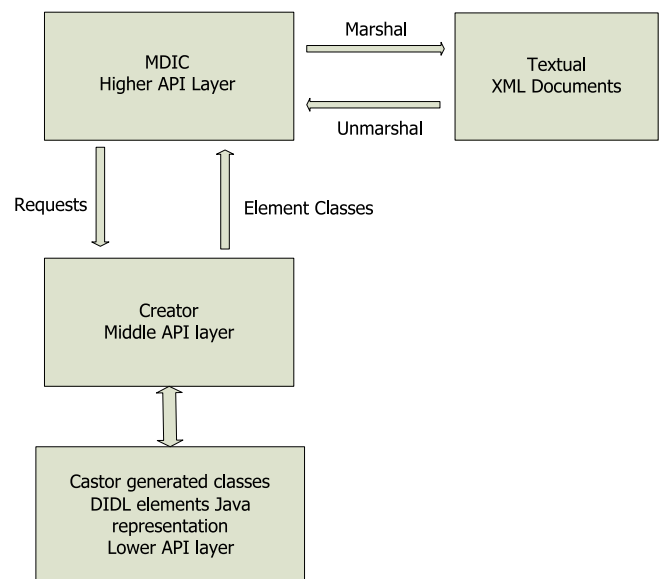 MDIC
Higher API Layer
Marshal
Textual
XML Documents
Unmarshal
Requests
Element Classes
Creator
Middle API layer
Castor generated classes
DIDL elements Java
representation
Lower API layer